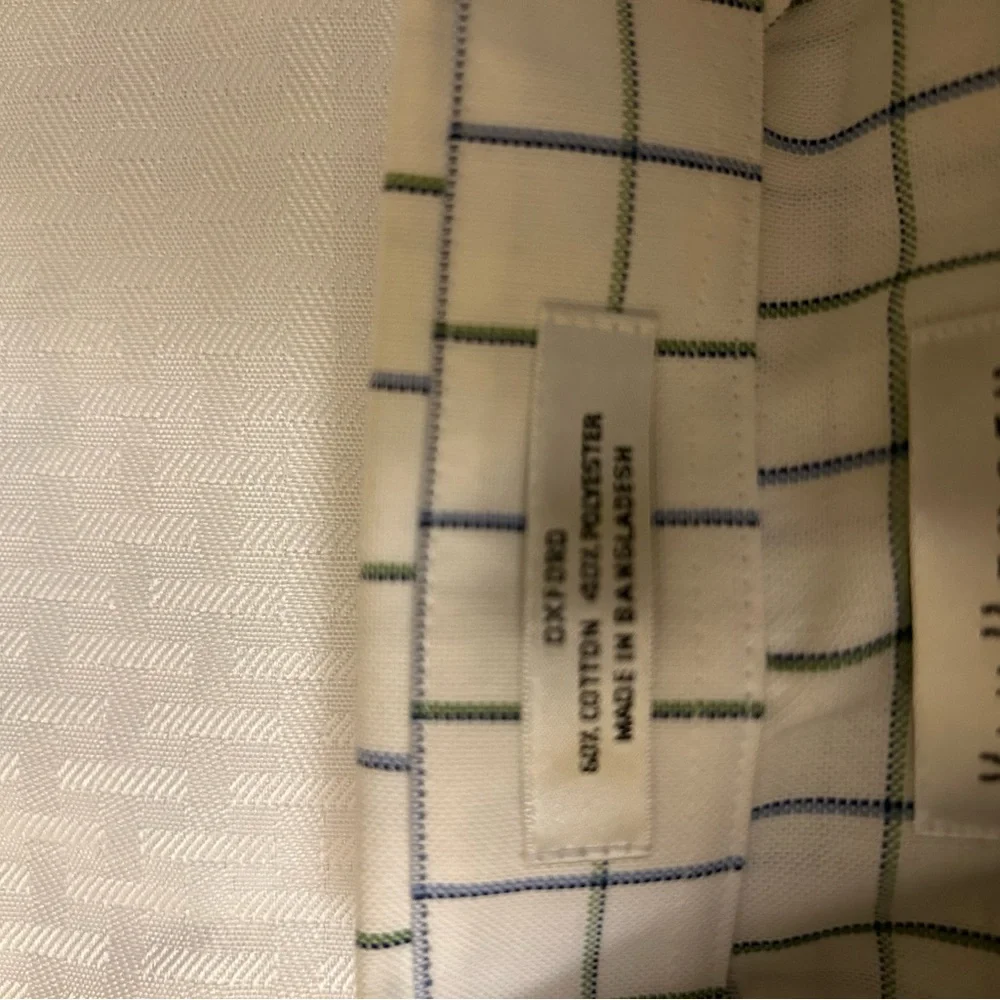 OXFORD
60% COTTON 40% POLYESTER
MADE IN BANGLADESH